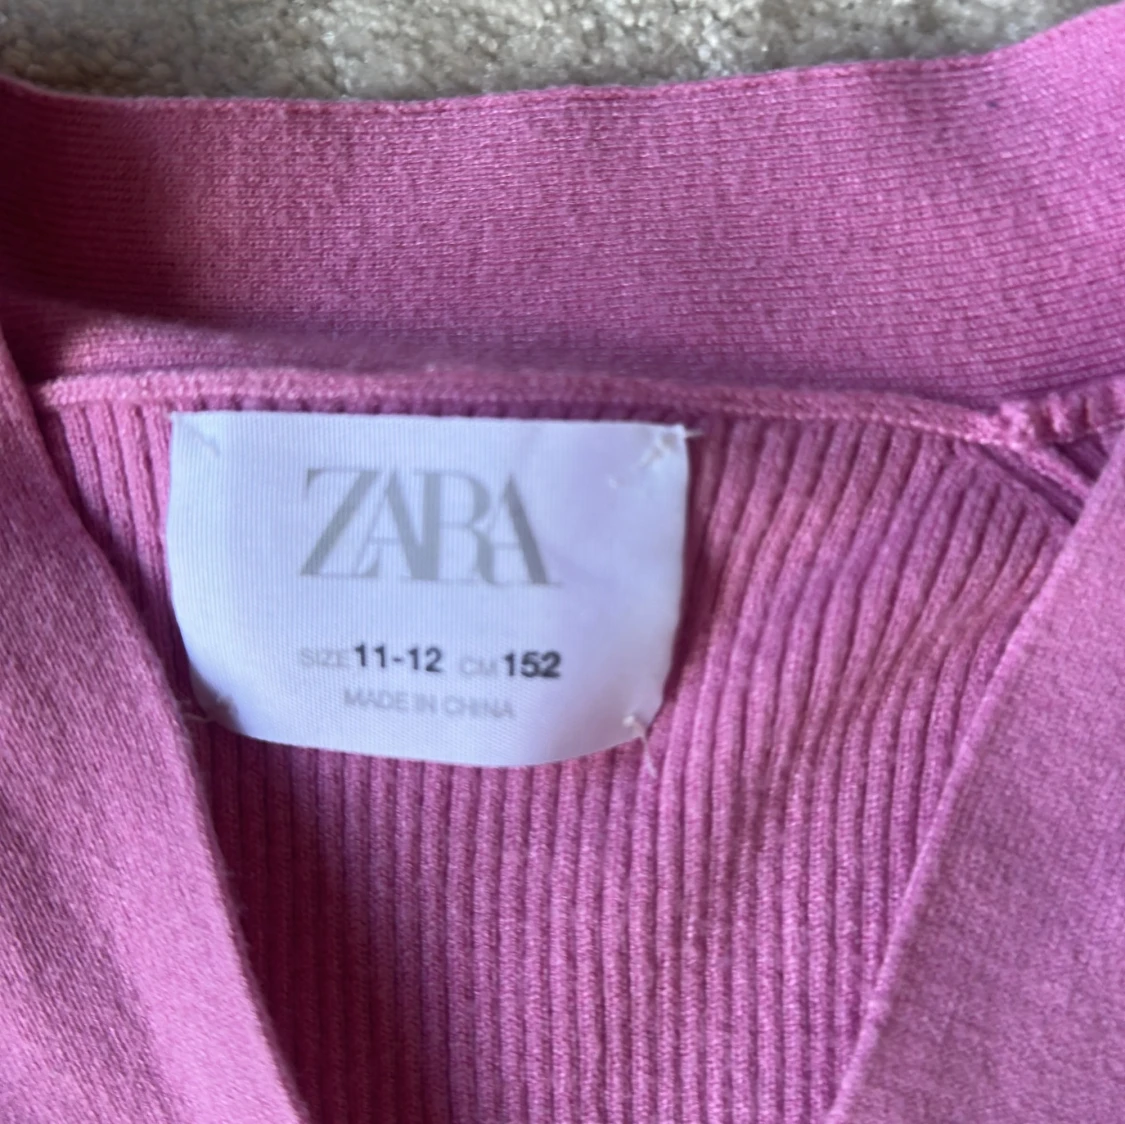 ZARA
SIZE 11-12 CM 152
MADE IN CHINA